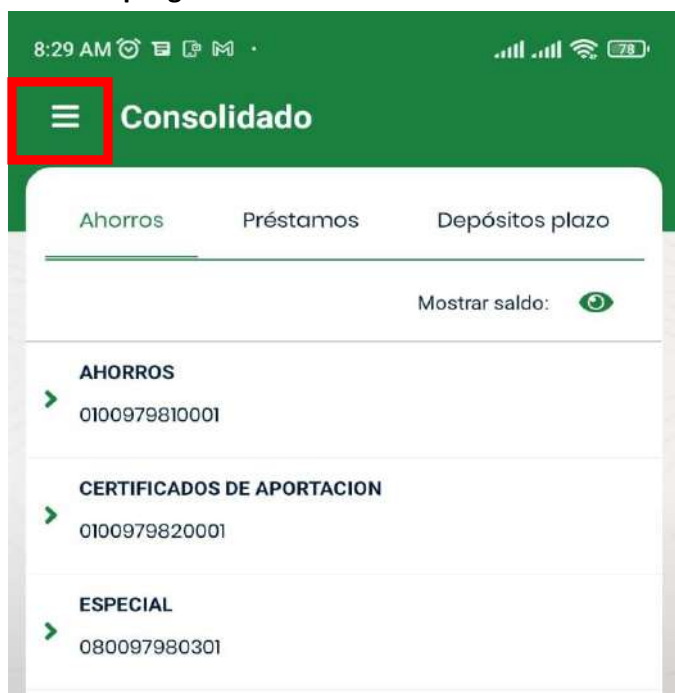 8:29 AM
78
Consolidado
Ahorros Préstamos Depósitos plazo
Mostrar saldo:
AHORROS
0100979810001
CERTIFICADOS DE APORTACION
0100979820001
ESPECIAL
080097980301